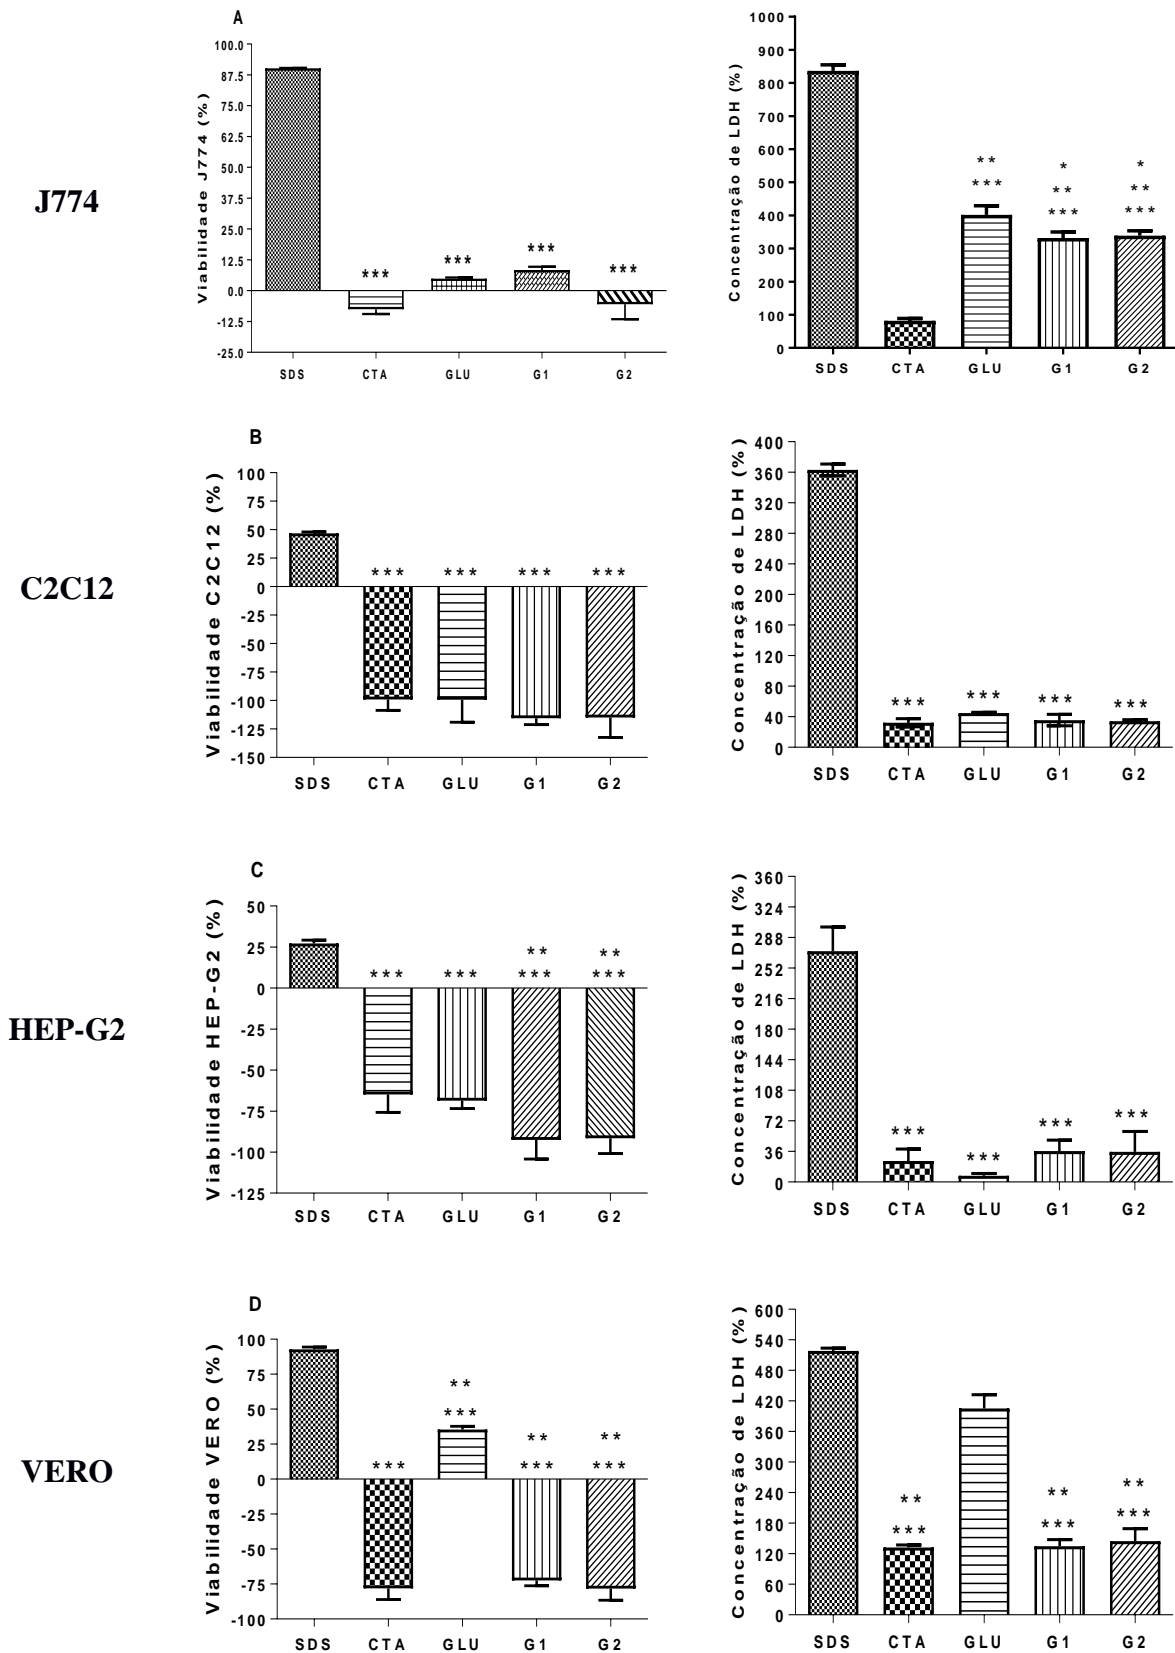 A
Viabilidade J774 (%)
100.0
87.5
75.0
62.5
50.0
37.5
25.0
12.5
0.0
-12.5
-25.0
***
***
***
***
SDS CTA GLU G1 G2
J774
Concentração de LDH (%)
1000
900
800
700
600
500
400
300
200
100
0
** * *
*** ** **
*** ***
SDS CTA GLU G1 G2
B
Viabilidade C2C12 (%)
100
75
50
25
0
-25
-50
-75
-100
-125
-150
*** *** *** ***
SDS CTA GLU G1 G2
C2C12
Concentração de LDH (%)
400
360
320
280
240
200
160
120
80
40
0
*** *** *** ***
SDS CTA GLU G1 G2
C
Viabilidade HEP-G2 (%)
50
25
0
-25
-50
-75
-100
-125
** **
*** *** *** ***
SDS CTA GLU G1 G2
HEP-G2
Concentração de LDH (%)
360
324
288
252
216
180
144
108
72
36
0
*** *** *** ***
SDS CTA GLU G1 G2
D
Viabilidade VERO (%)
100
75
50
25
0
-25
-50
-75
-100
**
***
** **
*** *** ***
SDS CTA GLU G1 G2
VERO
Concentração de LDH (%)
600
540
480
420
360
300
240
180
120
60
0
** ** **
*** *** ***
SDS CTA GLU G1 G2